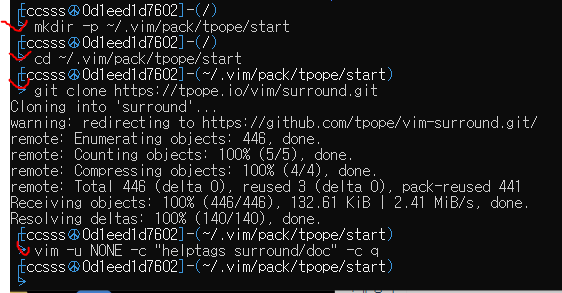 [ccsss☮0d1eed1d7602]-(/)
> mkdir -p ~/.vim/pack/tpope/start
[ccsss☮0d1eed1d7602]-(/)
> cd ~/.vim/pack/tpope/start
[ccsss☮0d1eed1d7602]-(~/.vim/pack/tpope/start)
> git clone https://tpope.io/vim/surround.git
Cloning into 'surround'...
warning: redirecting to https://github.com/tpope/vim-surround.git/
remote: Enumerating objects: 446, done.
remote: Counting objects: 100% (5/5), done.
remote: Compressing objects: 100% (4/4), done.
remote: Total 446 (delta 0), reused 3 (delta 0), pack-reused 441
Receiving objects: 100% (446/446), 132.61 KiB | 2.41 MiB/s, done.
Resolving deltas: 100% (140/140), done.
[ccsss☮0d1eed1d7602]-(~/.vim/pack/tpope/start)
> vim -u NONE -c "helptags surround/doc" -c q
[ccsss☮0d1eed1d7602]-(~/.vim/pack/tpope/start)
>